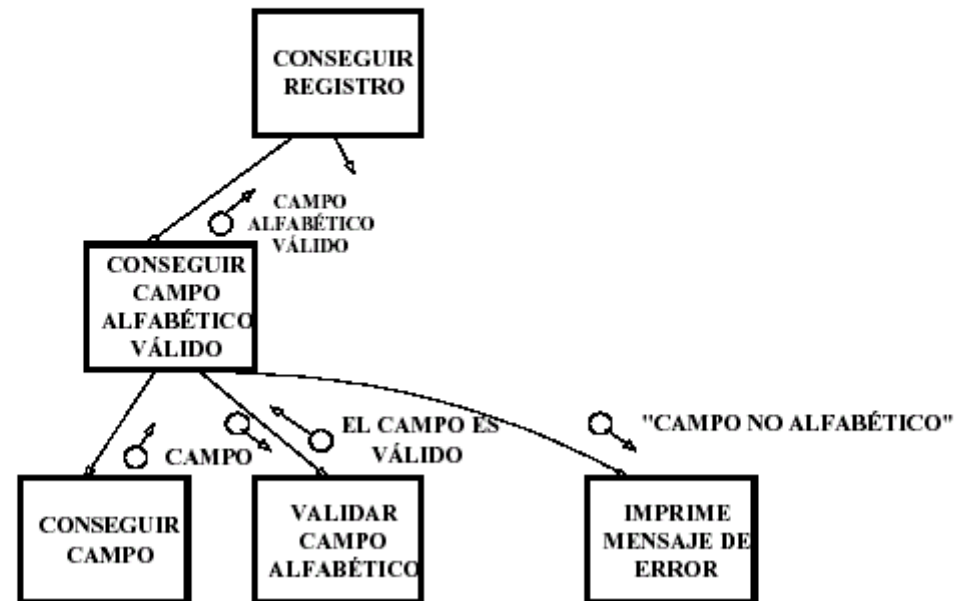 CONSEGUIR
REGISTRO
CAMPO
ALFABÉTICO
VÁLIDO
CONSEGUIR
CAMPO
ALFABÉTICO
VÁLIDO
CAMPO
EL CAMPO ES
VÁLIDO
"CAMPO NO ALFABÉTICO"
CONSEGUIR
CAMPO
VALIDAR
CAMPO
ALFABÉTICO
IMPRIME
MENSAJE DE
ERROR